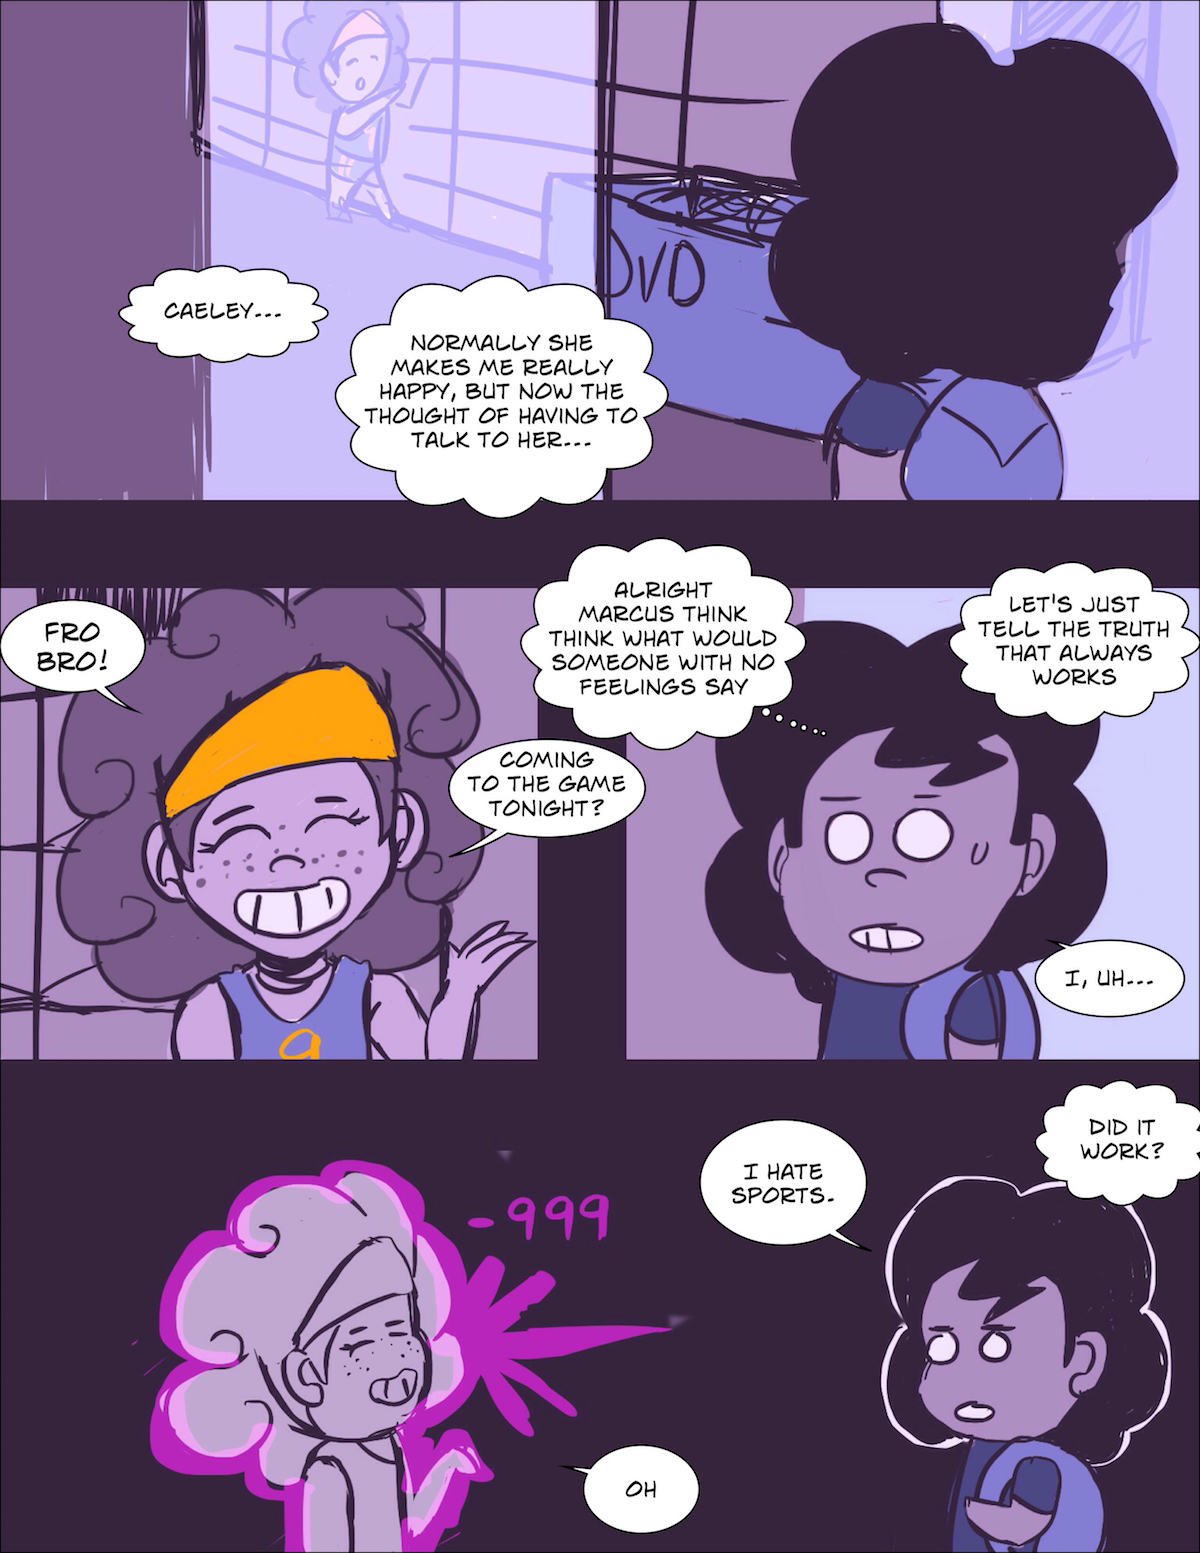 DVD
CAELEY...
NORMALLY SHE
MAKES ME REALLY
HAPPY, BUT NOW THE
THOUGHT OF HAVING TO
TALK TO HER...
FRO
BRO!
COMING
TO THE GAME
TONIGHT?
9
ALRIGHT
MARCUS THINK
THINK WHAT WOULD
SOMEONE WITH NO
FEELINGS SAY
LET'S JUST
TELL THE TRUTH
THAT ALWAYS
WORKS
I, UH...
I HATE
SPORTS.
DID IT
WORK?
-999
OH